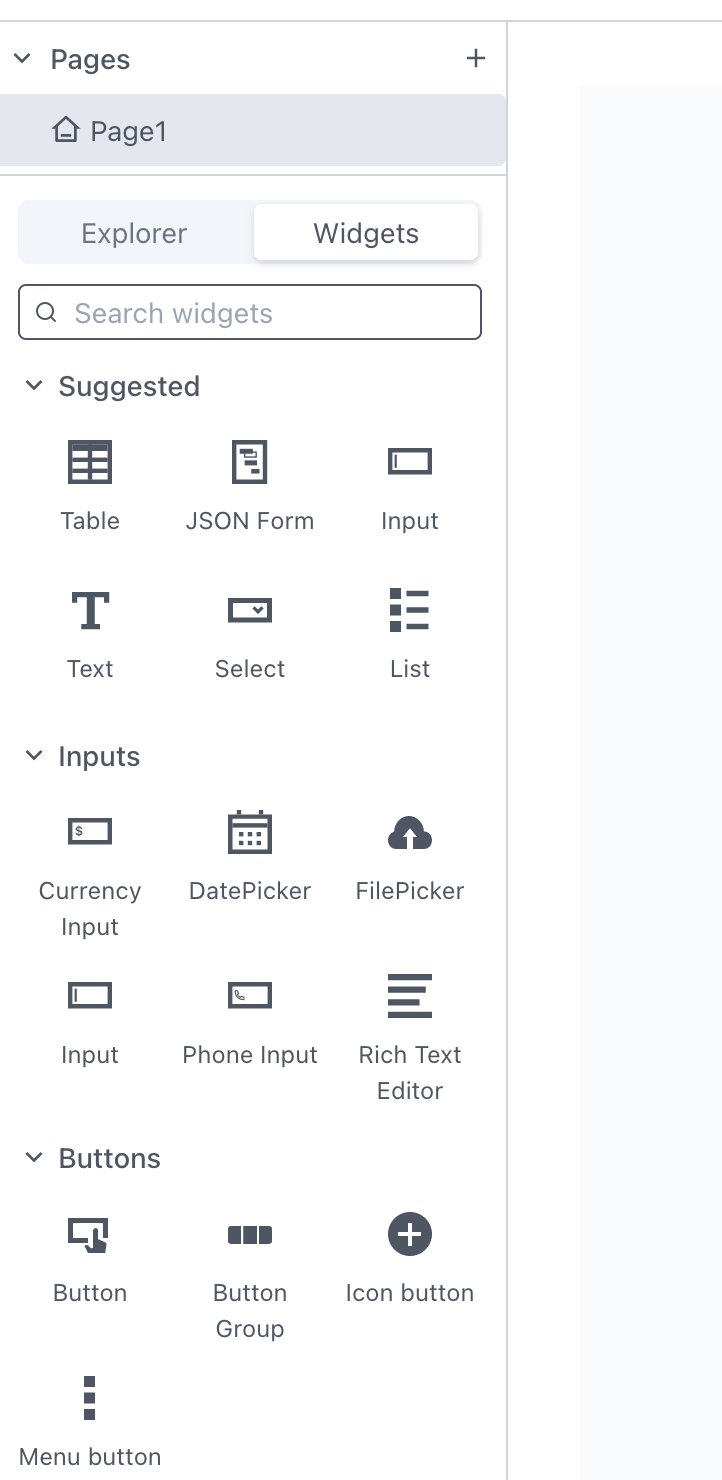 Pages
Page1
Explorer Widgets
Search widgets
Suggested
Table JSON Form Input
Text Select List
Inputs
Currency Input DatePicker FilePicker
Input Phone Input Rich Text Editor
Buttons
Button Button Group Icon button
Menu button